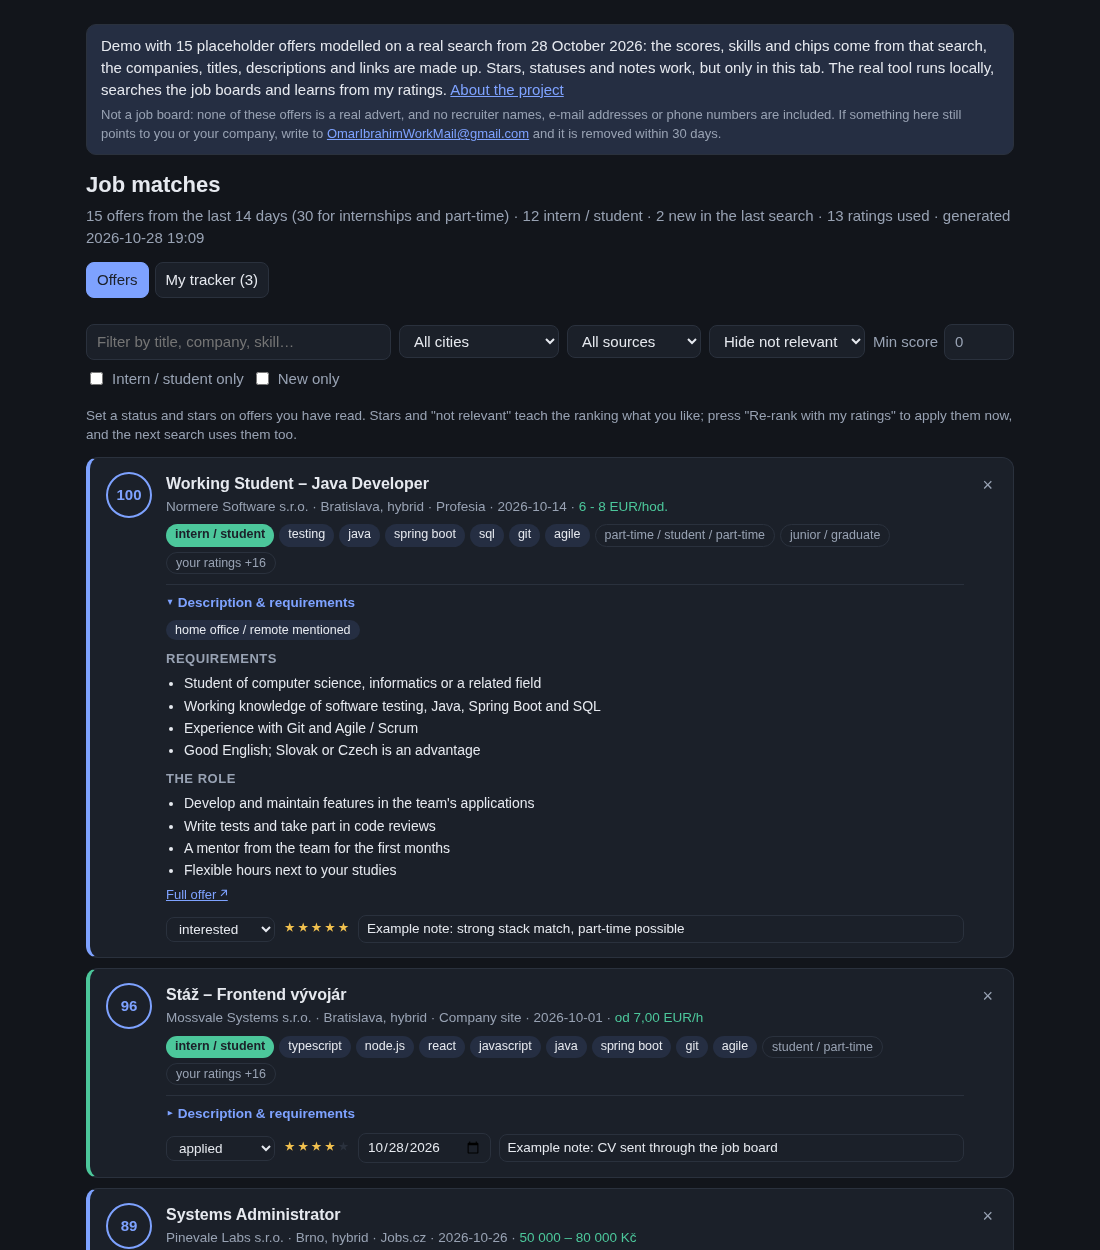 Demo with 15 placeholder offers modelled on a real search from 28 October 2026: the scores, skills and chips come from that search,
the companies, titles, descriptions and links are made up. Stars, statuses and notes work, but only in this tab. The real tool runs locally,
searches the job boards and learns from my ratings. About the project
Not a job board: none of these offers is a real advert, and no recruiter names, e-mail addresses or phone numbers are included. If something here still
points to you or your company, write to OmarIbrahimWorkMail@gmail.com and it is removed within 30 days.
Job matches
15 offers from the last 14 days (30 for internships and part-time) · 12 intern / student · 2 new in the last search · 13 ratings used · generated
2026-10-28 19:09
Offers My tracker (3)
Filter by title, company, skill… All cities All sources Hide not relevant Min score 0
Intern / student only New only
Set a status and stars on offers you have read. Stars and "not relevant" teach the ranking what you like; press "Re-rank with my ratings" to apply them now,
and the next search uses them too.
100 Working Student – Java Developer ×
Normere Software s.r.o. · Bratislava, hybrid · Profesia · 2026-10-14 · 6 - 8 EUR/hod.
intern / student testing java spring boot sql git agile part-time / student / part-time junior / graduate
your ratings +16
▾ Description & requirements
home office / remote mentioned
REQUIREMENTS
• Student of computer science, informatics or a related field
• Working knowledge of software testing, Java, Spring Boot and SQL
• Experience with Git and Agile / Scrum
• Good English; Slovak or Czech is an advantage
THE ROLE
• Develop and maintain features in the team's applications
• Write tests and take part in code reviews
• A mentor from the team for the first months
• Flexible hours next to your studies
Full offer ↗
interested ★★★★★ Example note: strong stack match, part-time possible
96 Stáž – Frontend vývojár ×
Mossvale Systems s.r.o. · Bratislava, hybrid · Company site · 2026-10-01 · od 7,00 EUR/h
intern / student typescript node.js react javascript java spring boot git agile student / part-time
your ratings +16
▸ Description & requirements
applied ★★★★★ 10/28/2026 Example note: CV sent through the job board
89 Systems Administrator ×
Pinevale Labs s.r.o. · Brno, hybrid · Jobs.cz · 2026-10-26 · 50 000 – 80 000 Kč